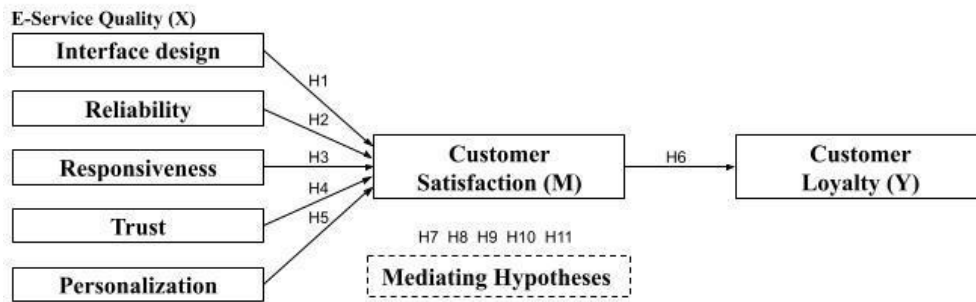 E-Service Quality (X)
Interface design
H1
Reliability
H2
Responsiveness
H3
Customer
Satisfaction (M)
H6
Customer
Loyalty (Y)
H4
Trust
H5
H7 H8 H9 H10 H11
Personalization
Mediating Hypotheses